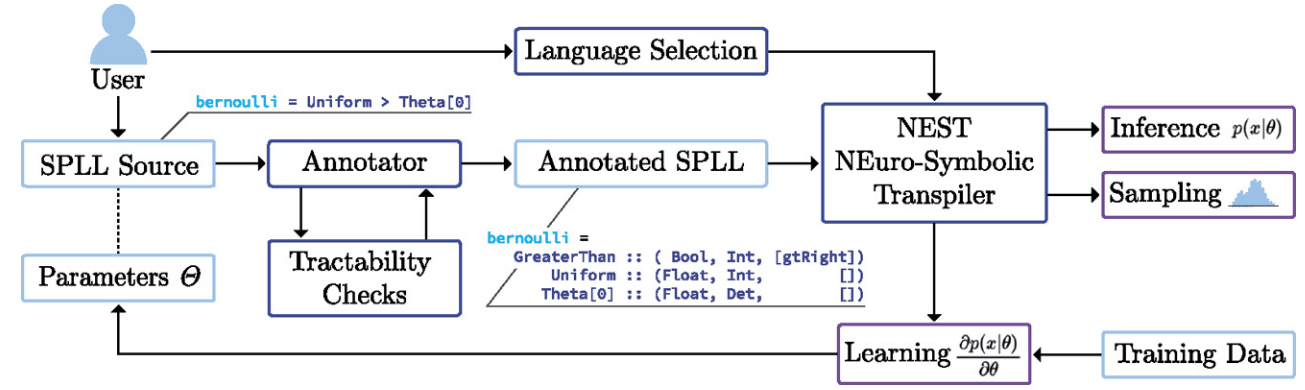 User
Language Selection
bernoulli = Uniform > Theta[0]
SPLL Source
Annotator
Annotated SPLL
NEST
NEuro-Symbolic
Transpiler
Inference p(x|θ)
Sampling
bernoulli =
GreaterThan :: ( Bool, Int, [gtRight])
Uniform :: (Float, Int, [])
Theta[0] :: (Float, Det, [])
Tractability
Checks
Parameters Θ
Learning ∂p(x|θ)/∂θ
Training Data